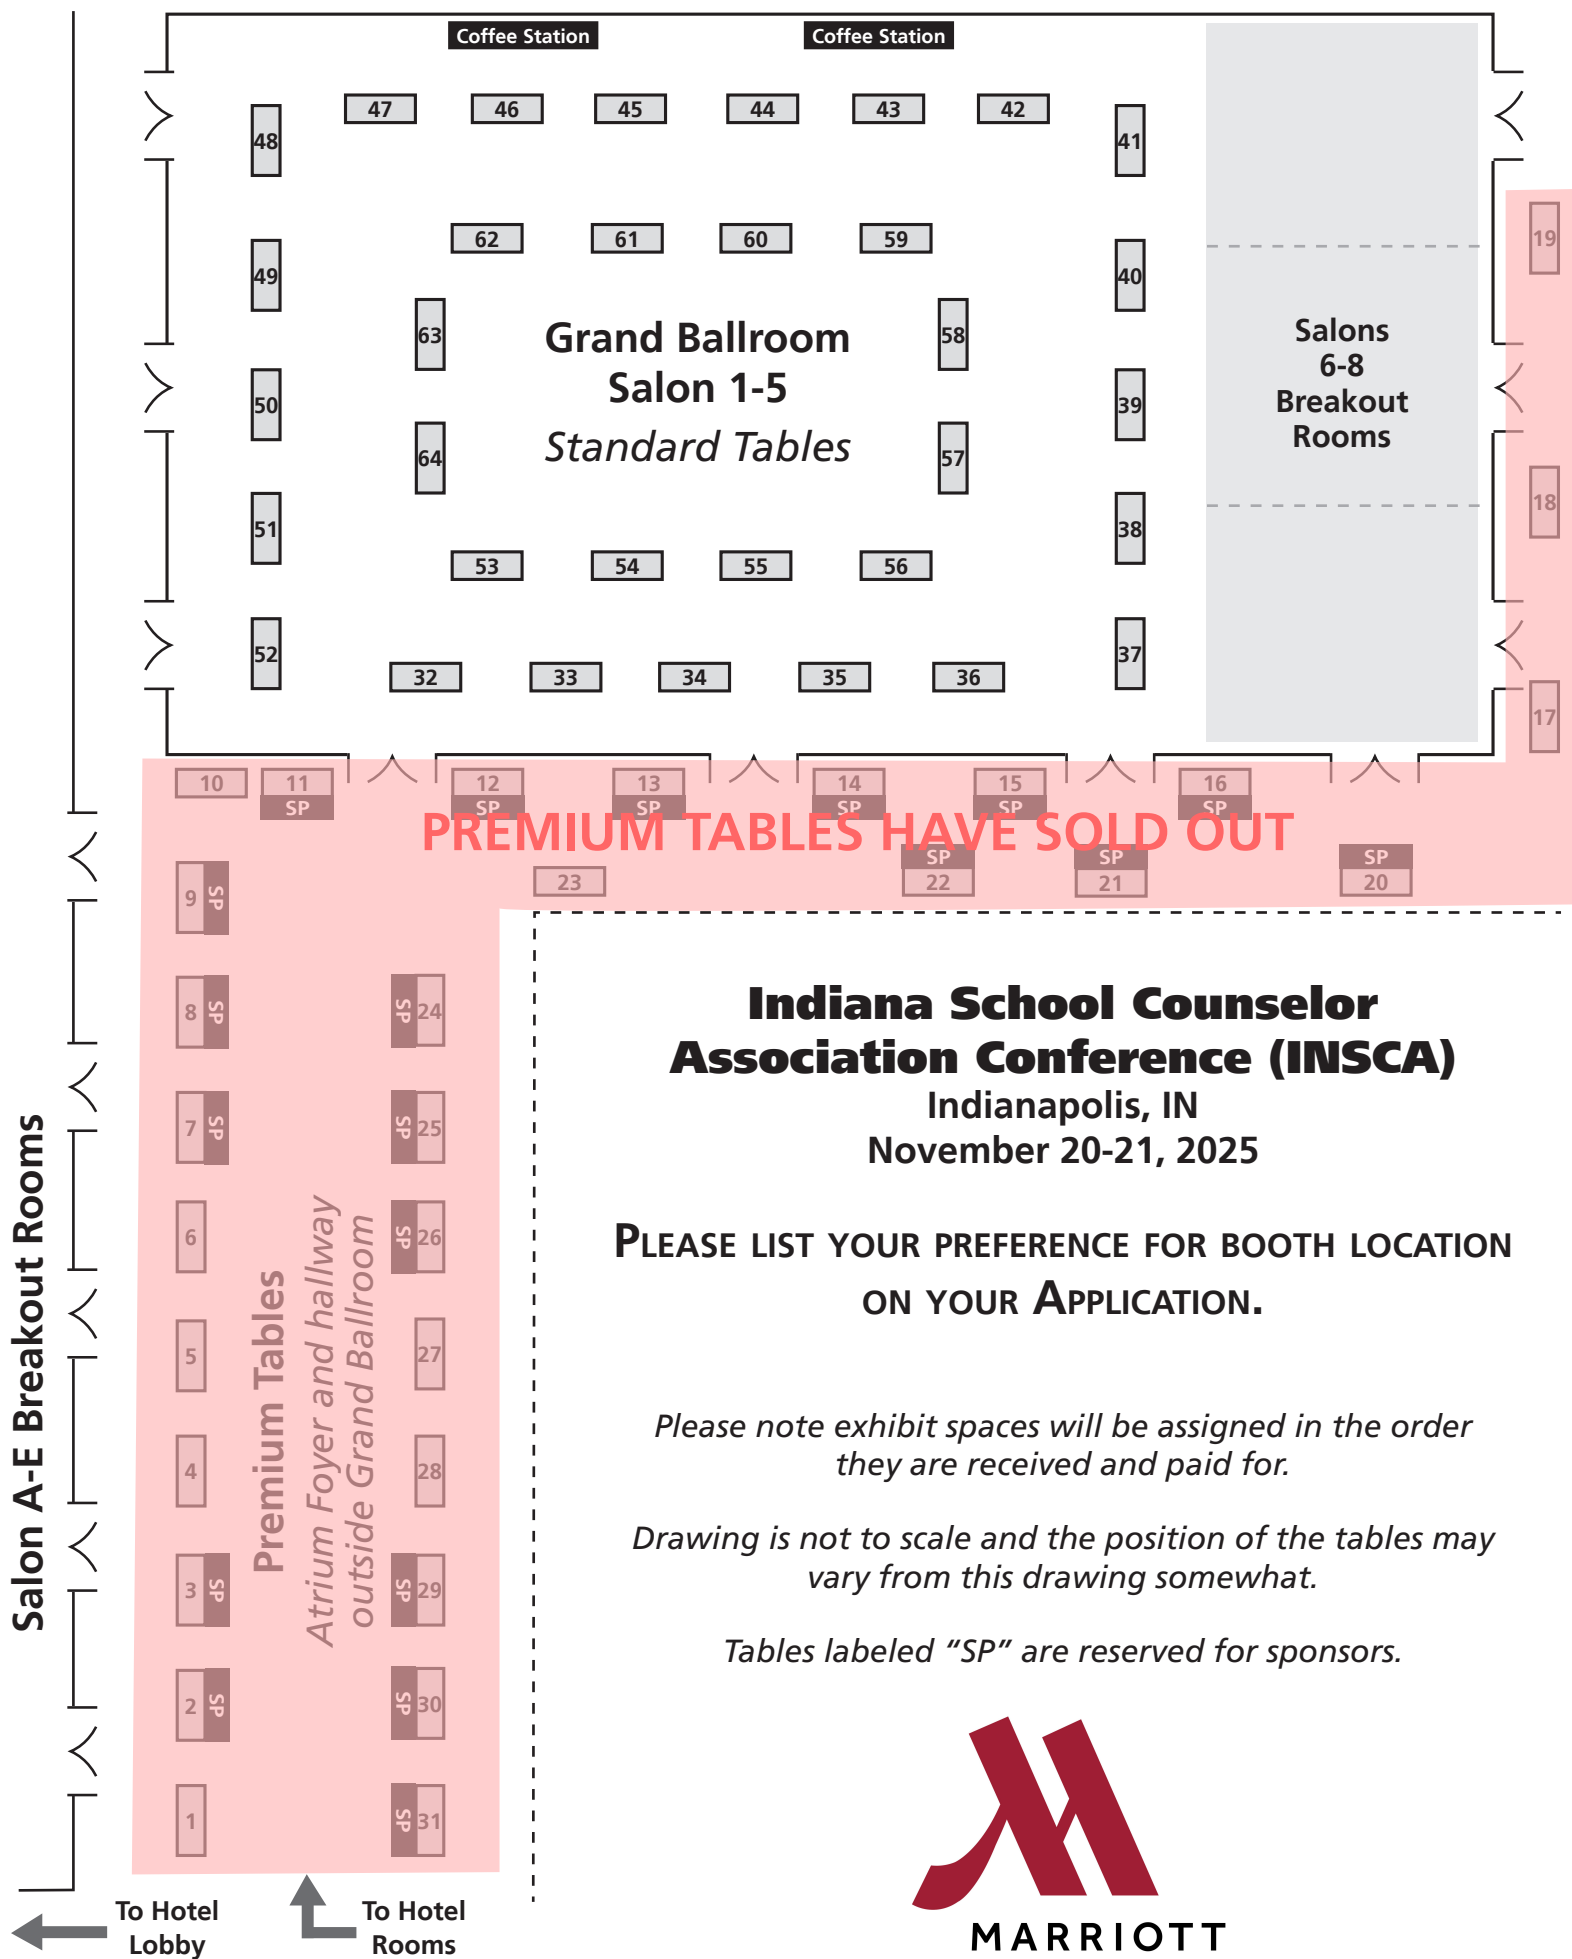 Coffee Station
Coffee Station
47
46
45
44
43
42
48
41
62
61
60
59
19
49
40
63
58
Grand Ballroom
Salon 1-5
Standard Tables
Salons
6-8
Breakout
Rooms
50
39
64
57
18
51
38
53
54
55
56
52
37
32
33
34
35
36
17
10
11
12
13
14
15
16
SP
SP
SP
SP
SP
SP
PREMIUM TABLES HAVE SOLD OUT
SP
SP
SP
23
22
21
20
9
SP
8
SP
SP
24
7
SP
SP
25
6
SP
26
5
27
4
28
3
SP
SP
29
2
SP
SP
30
1
SP
31
Salon A-E Breakout Rooms
Premium Tables
Atrium Foyer and hallway
outside Grand Ballroom
Indiana School Counselor
Association Conference (INSCA)
Indianapolis, IN
November 20-21, 2025
PLEASE LIST YOUR PREFERENCE FOR BOOTH LOCATION
ON YOUR APPLICATION.
Please note exhibit spaces will be assigned in the order
they are received and paid for.
Drawing is not to scale and the position of the tables may
vary from this drawing somewhat.
Tables labeled “SP” are reserved for sponsors.
To Hotel
Lobby
To Hotel
Rooms
MARRIOTT